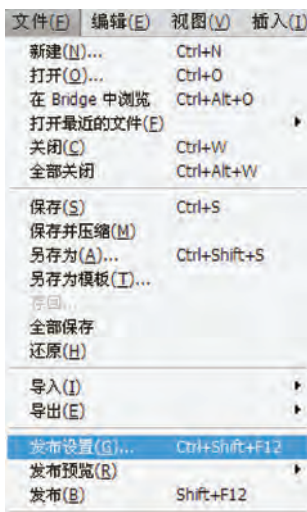 文件(F) 编辑(E) 视图(V) 插入(I)
新建(N)... Ctrl+N
打开(O)... Ctrl+O
在 Bridge 中浏览 Ctrl+Alt+O
打开最近的文件(F)
关闭(C) Ctrl+W
全部关闭 Ctrl+Alt+W
保存(S) Ctrl+S
保存并压缩(M)
另存为(A)... Ctrl+Shift+S
另存为模板(T)...
存回...
全部保存
还原(H)
导入(I)
导出(E)
发布设置(G)... Ctrl+Shift+F12
发布预览(R)
发布(B) Shift+F12